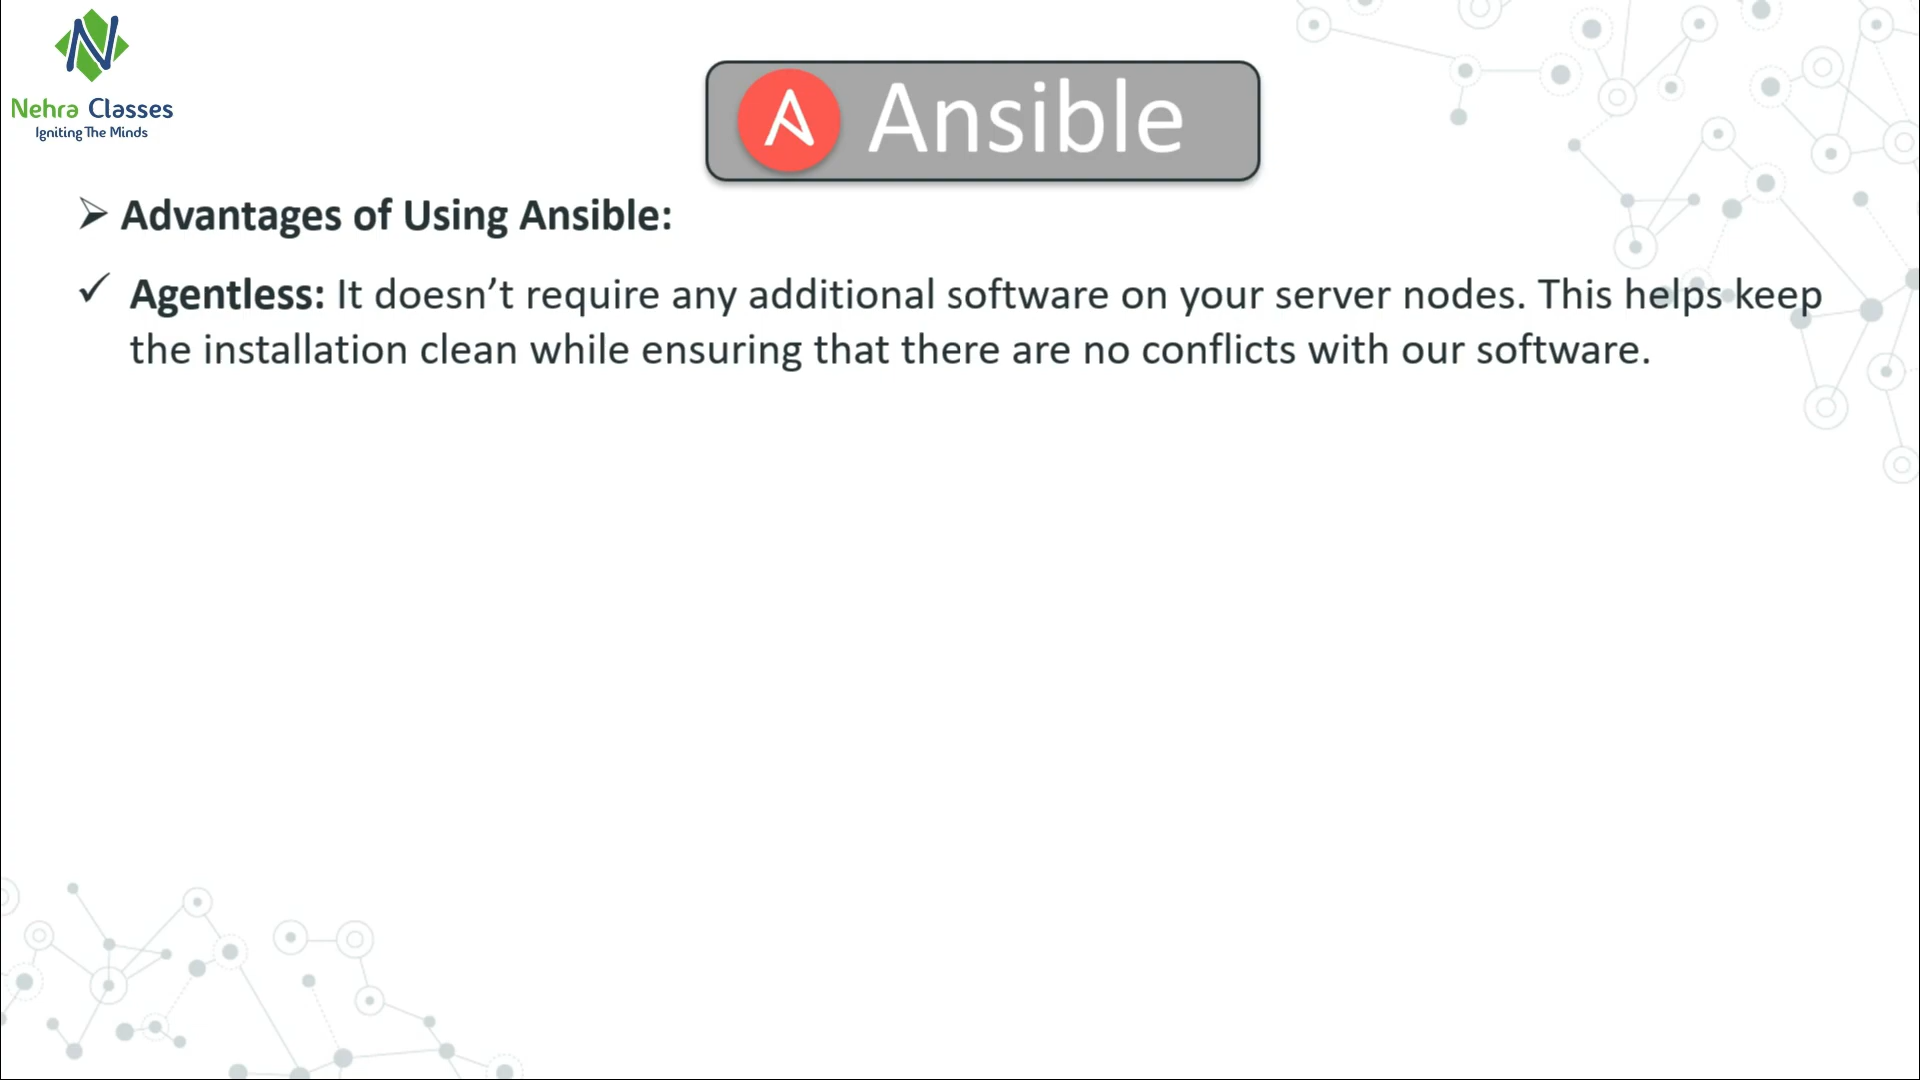 Nehra Classes
Igniting The Minds
Ansible
Advantages of Using Ansible:
Agentless: It doesn’t require any additional software on your server nodes. This helps keep
the installation clean while ensuring that there are no conflicts with our software.